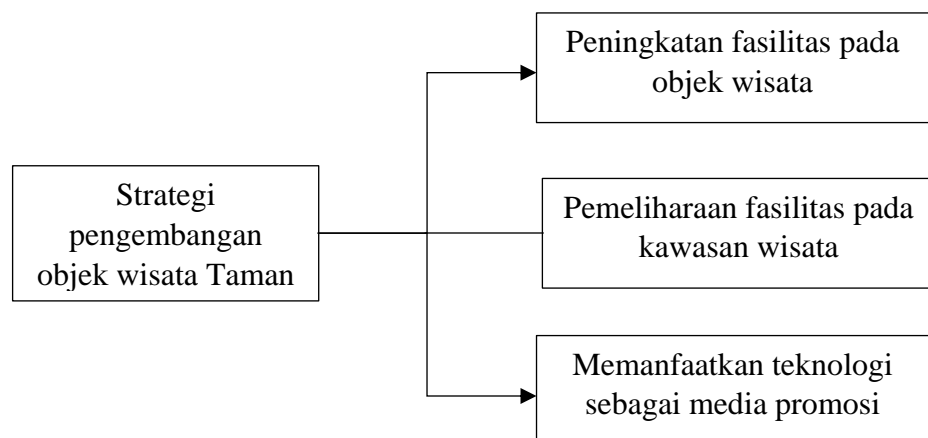 Peningkatan fasilitas pada
objek wisata
Strategi
pengembangan
objek wisata Taman
Pemeliharaan fasilitas pada
kawasan wisata
Memanfaatkan teknologi
sebagai media promosi